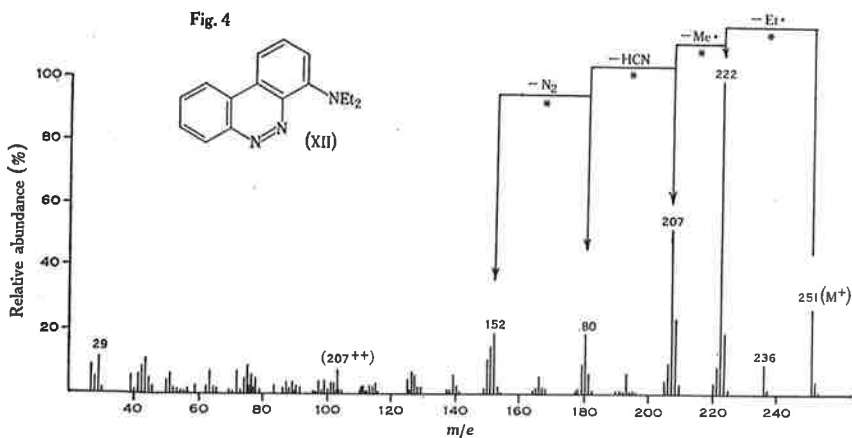 Fig. 4
−Et•
*
−Me•
*
−HCN
*
−N₂
*
222
NEt₂
N
N
(XII)
Relative abundance (%)
100
80
60
40
20
207
251(M⁺)
152
80
236
29
(207⁺⁺)
40
60
80
100
120
140
160
180
200
220
240
m/e